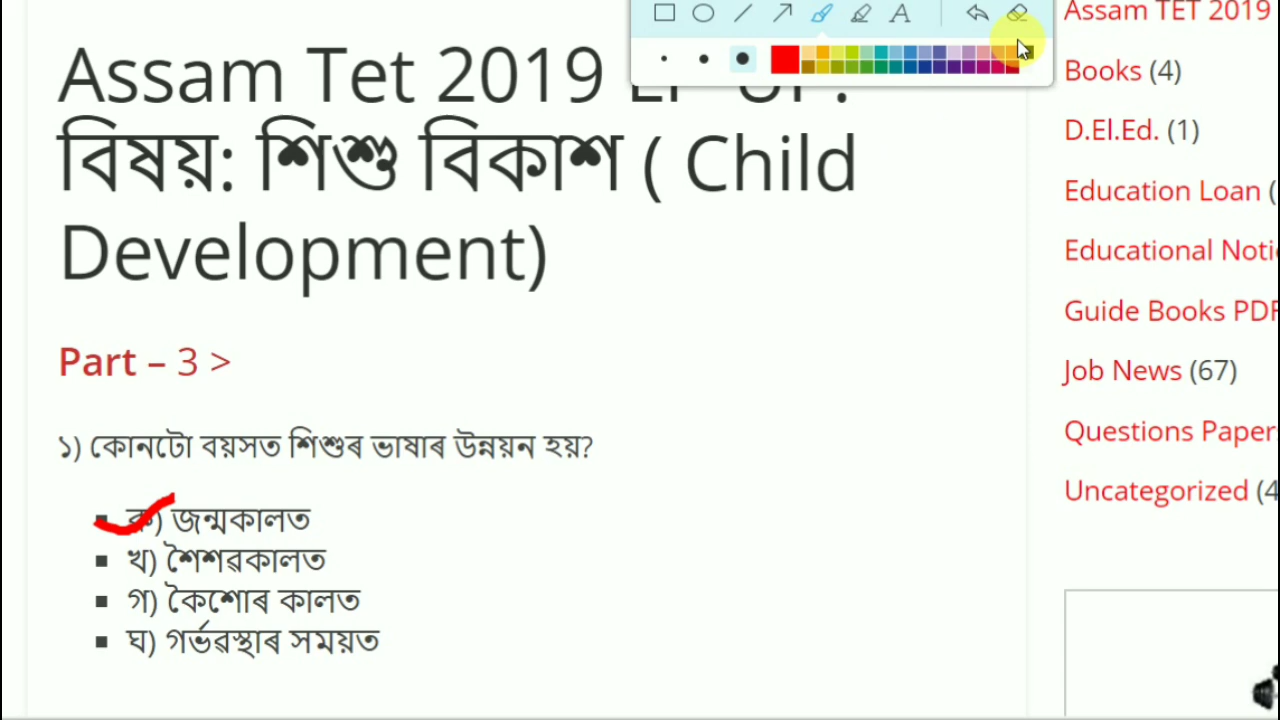 Assam Tet 2019
বিষয়: শিশু বিকাশ ( Child
Development)
Part – 3 >
১) কোনটো বয়সত শিশুৰ ভাষাৰ উন্নয়ন হয়?
ক) জন্মকালত
খ) শৈশৱকালত
গ) কৈশোৰ কালত
ঘ) গৰ্ভৱস্থাৰ সময়ত
Assam TET 2019
Books (4)
D.El.Ed. (1)
Education Loan (
Educational Noti
Guide Books PDF
Job News (67)
Questions Paper
Uncategorized (4